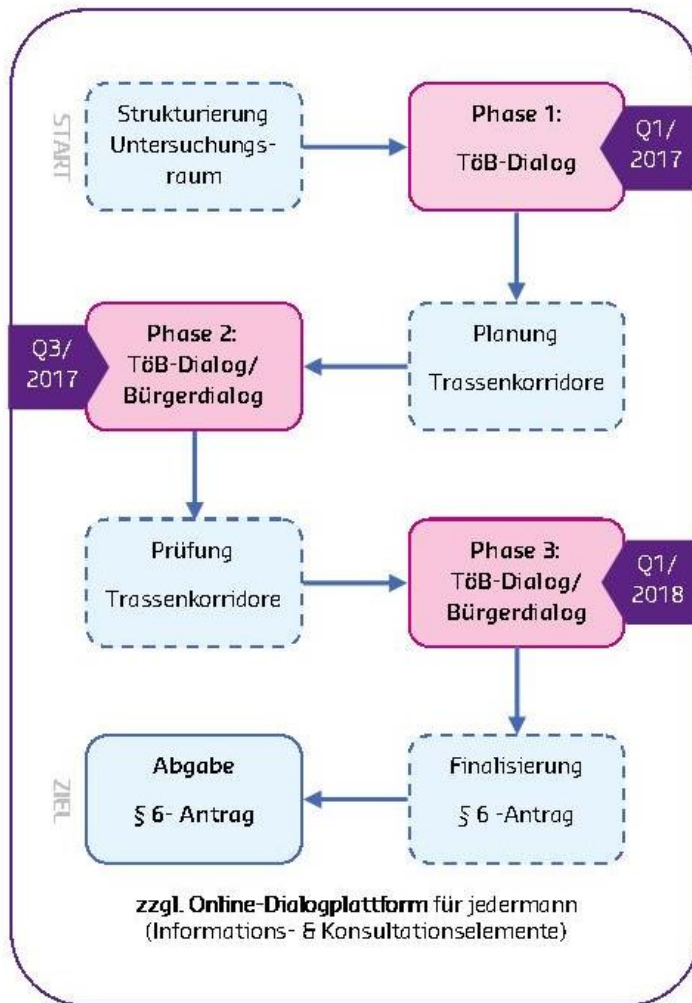 START
Strukturierung
Untersuchungs-
raum
Phase 1:
TöB-Dialog
Q1/
2017
Planung
Trassenkorridore
Phase 2:
TöB-Dialog/
Bürgerdialog
Q3/
2017
Prüfung
Trassenkorridore
Phase 3:
TöB-Dialog/
Bürgerdialog
Q1/
2018
Finalisierung
§ 6 -Antrag
ZIEL
Abgabe
§ 6- Antrag
zzgl. Online-Dialogplattform für jedermann
(Informations- & Konsultationselemente)